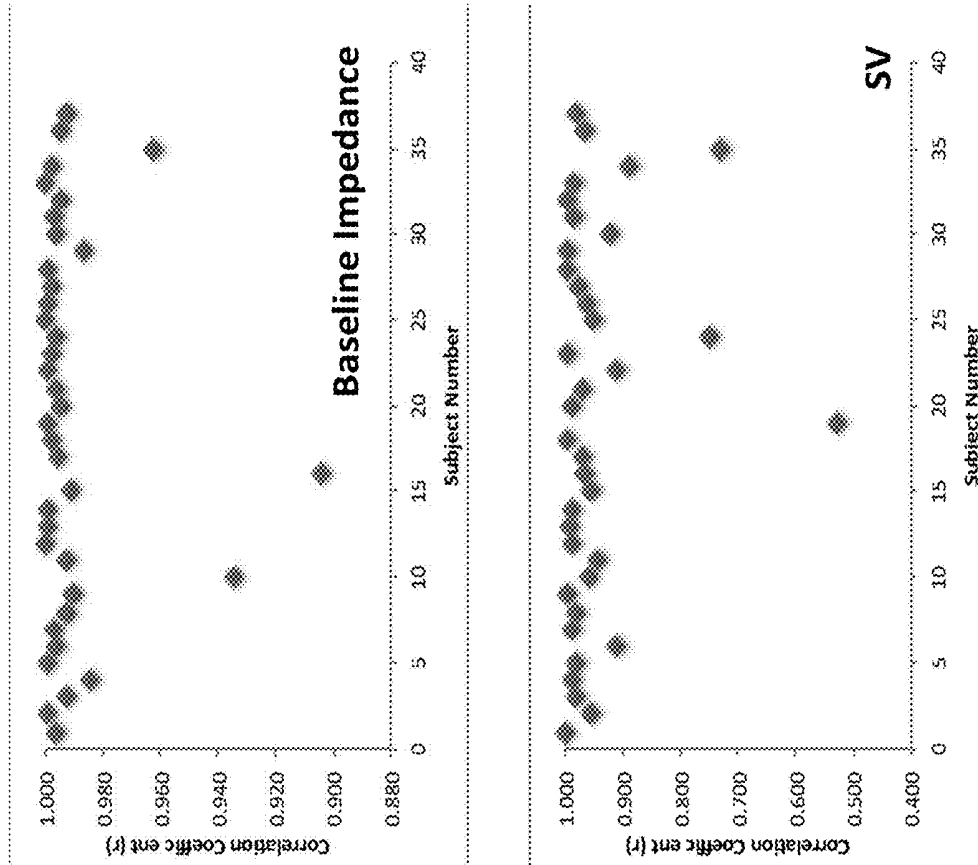 Correlation Coeffic ent (r)
1.000
0.980
0.960
0.940
0.920
0.900
0.880
0 5 10 15 20 25 30 35 40
Subject Number
Baseline Impedance
Correlation Coeffic ent (r)
1.000
0.900
0.800
0.700
0.600
0.500
0.400
0 5 10 15 20 25 30 35 40
Subject Number
SV